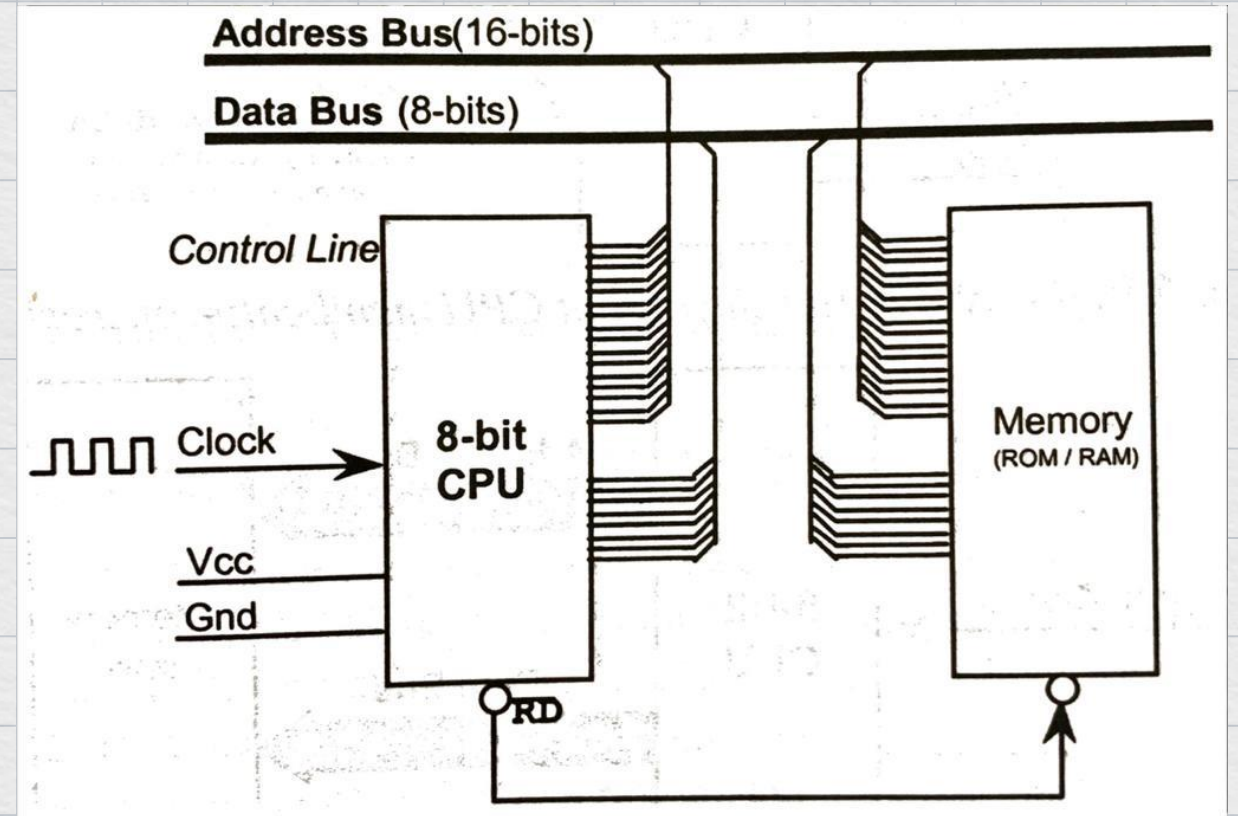 Address Bus(16-bits)
Data Bus (8-bits)
Control Line
Clock
8-bit
CPU
Vcc
Gnd
RD
Memory
(ROM / RAM)